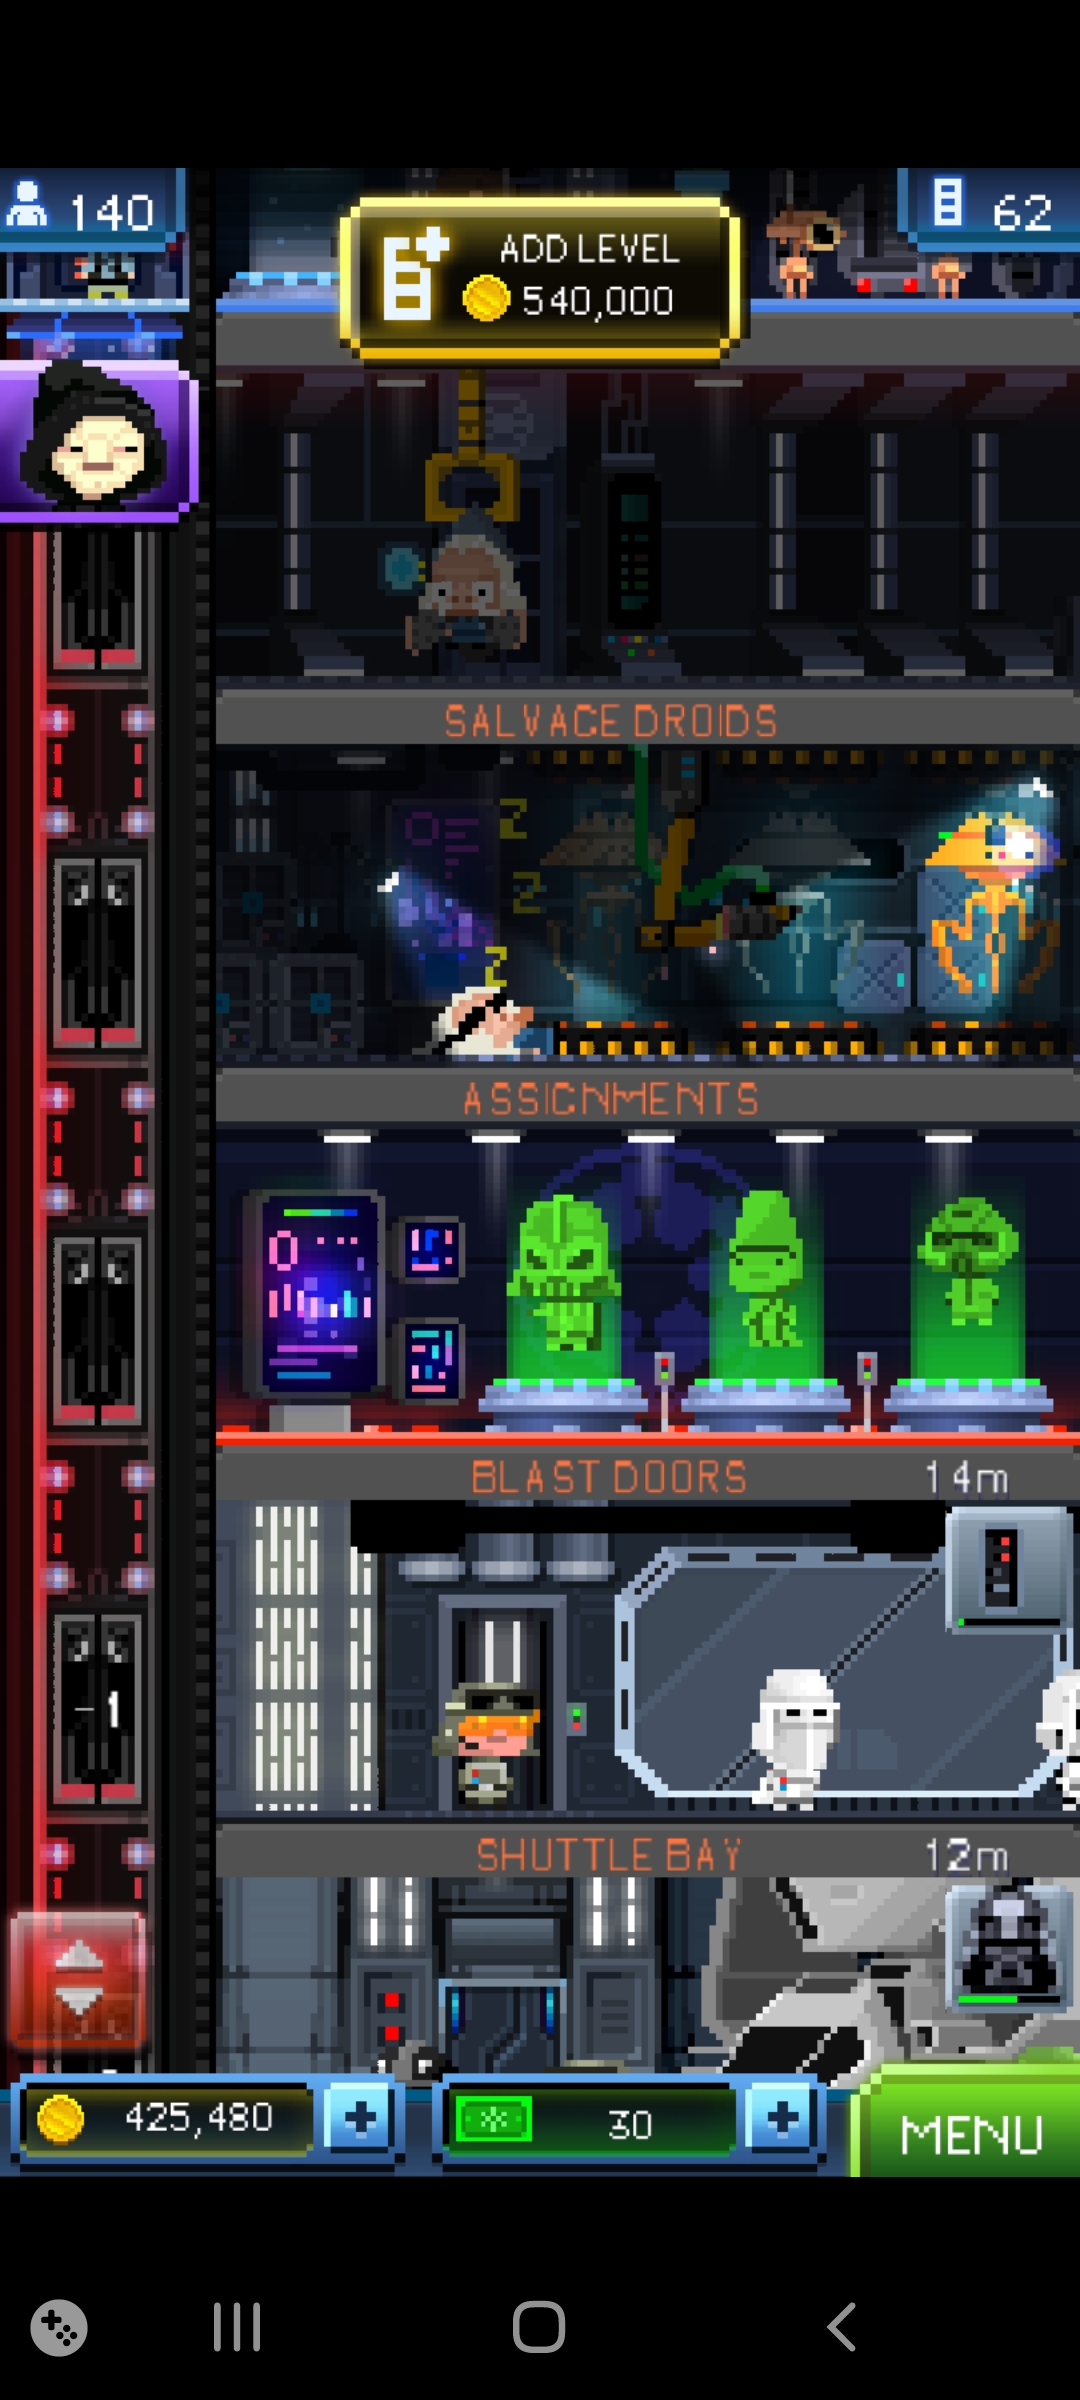 140
62
ADD LEVEL
540,000
SALVAGE DROIDS
Z
Z
Z
ASSIGNMENTS
BLAST DOORS 14m
-1
SHUTTLE BAY 12m
425,480
30
MENU